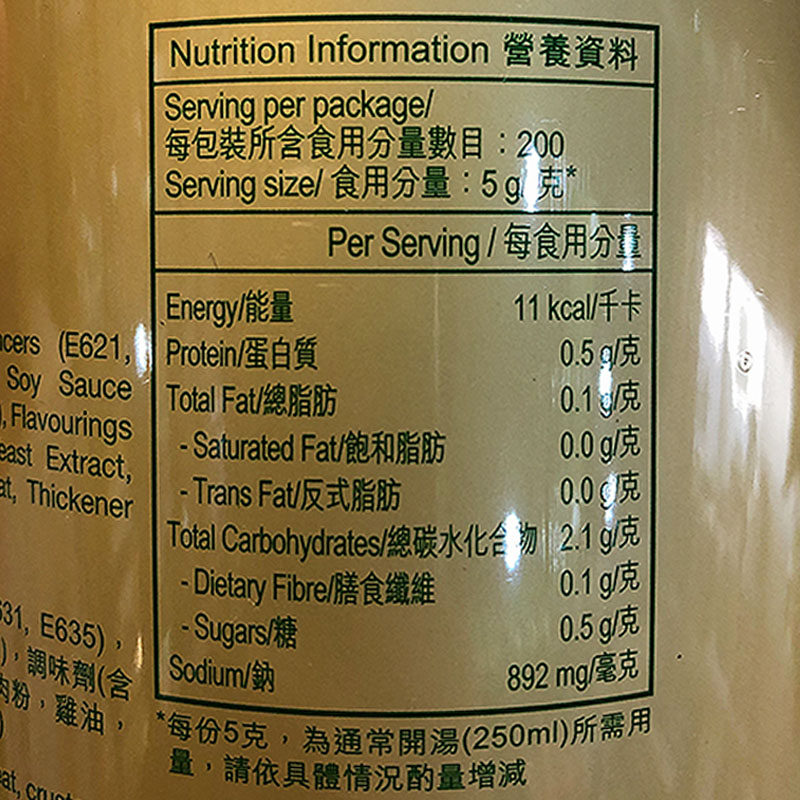 Nutrition Information 營養資料
Serving per package/
每包裝所含食用分量數目：200
Serving size/ 食用分量：5 g/克*
Per Serving / 每食用分量
Energy/能量 11 kcal/千卡
Protein/蛋白質 0.5 g/克
Total Fat/總脂肪 0.1 g/克
- Saturated Fat/飽和脂肪 0.0 g/克
- Trans Fat/反式脂肪 0.0 g/克
Total Carbohydrates/總碳水化合物 2.1 g/克
- Dietary Fibre/膳食纖維 0.1 g/克
- Sugars/糖 0.5 g/克
Sodium/鈉 892 mg/毫克
*每份5克，為通常開湯(250ml)所需用
量，請依具體情況酌量增減
(E621,
Soy Sauce
Flavourings
Extract,
Thickener
E635)，
，調味劑(含
肉粉，雞油，